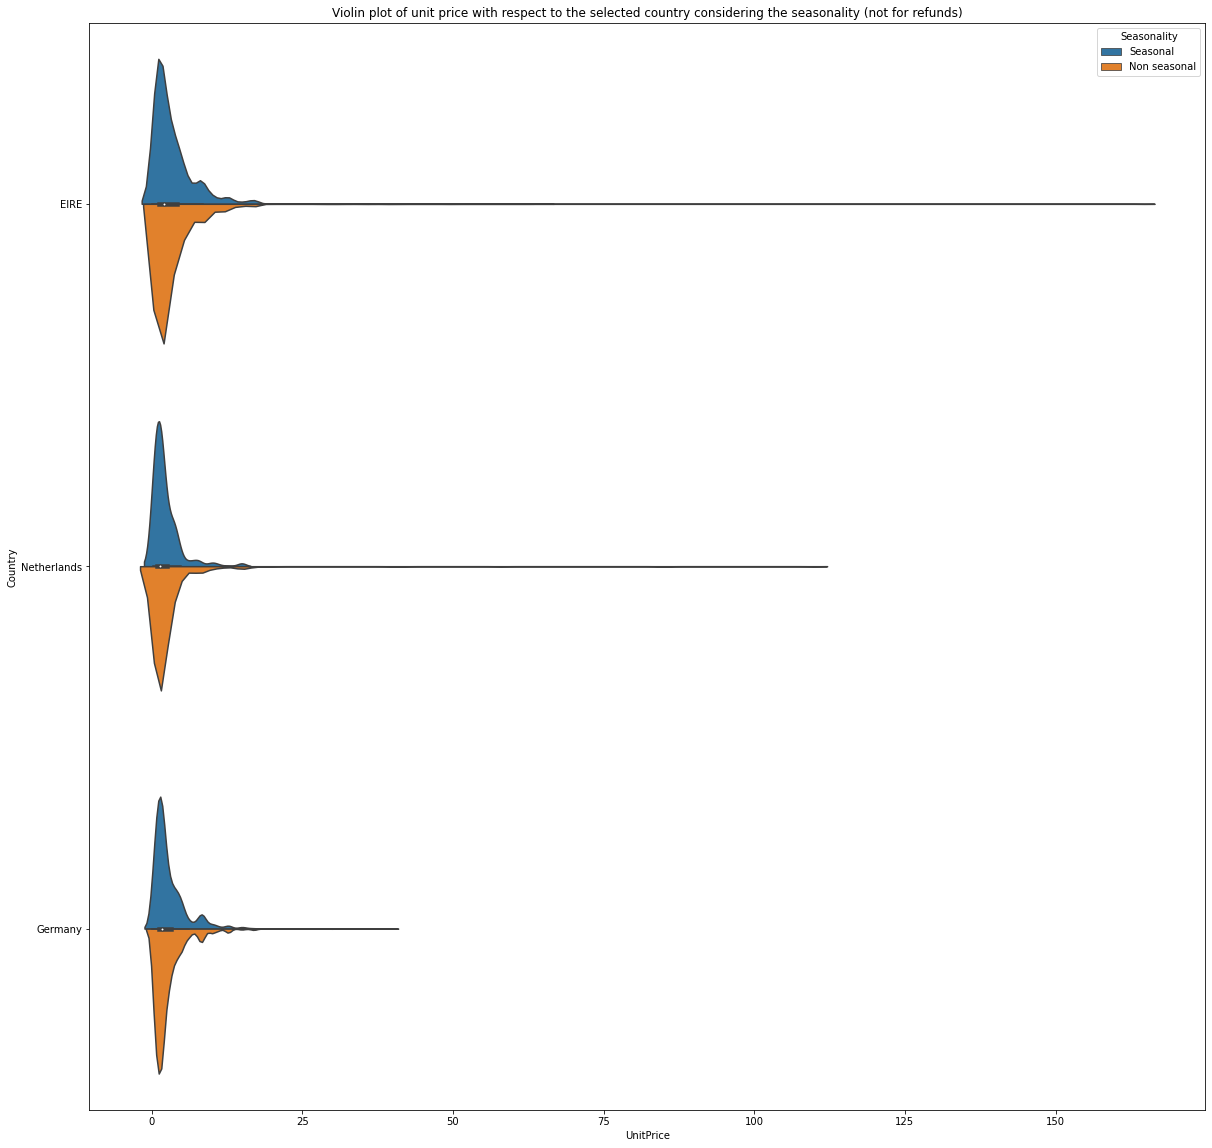 Violin plot of unit price with respect to the selected country considering the seasonality (not for refunds)
Seasonality
Seasonal
Non seasonal
Country
EIRE
Netherlands
Germany
0 25 50 75 100 125 150
UnitPrice